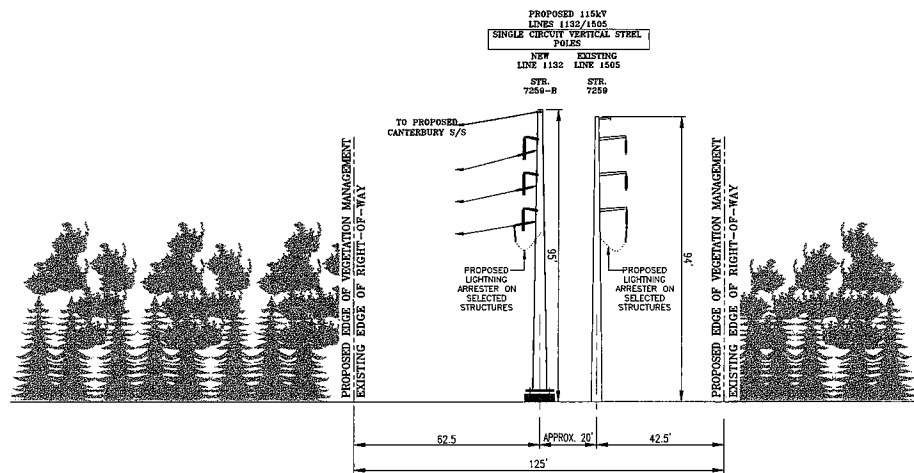 PROPOSED 115kV
LINES 1132/1505
SINGLE CIRCUIT VERTICAL STEEL
POLES
NEW
LINE 1132
EXISTING
LINE 1505
STR.
7259-B
STR.
7259
TO PROPOSED
CANTERBURY S/S
PROPOSED EDGE OF VEGETATION MANAGEMENT
EXISTING EDGE OF RIGHT-OF-WAY
PROPOSED
LIGHTNING
ARRESTER ON
SELECTED
STRUCTURES
95'
PROPOSED
LIGHTNING
ARRESTER ON
SELECTED
STRUCTURES
94'
PROPOSED EDGE OF VEGETATION MANAGEMENT
EXISTING EDGE OF RIGHT-OF-WAY
62.5
APPROX. 20'
42.5'
125'